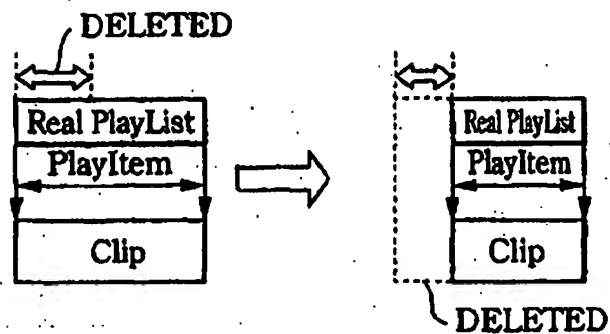 DELETED
Real PlayList
PlayItem
Clip
Real PlayList
PlayItem
Clip
DELETED